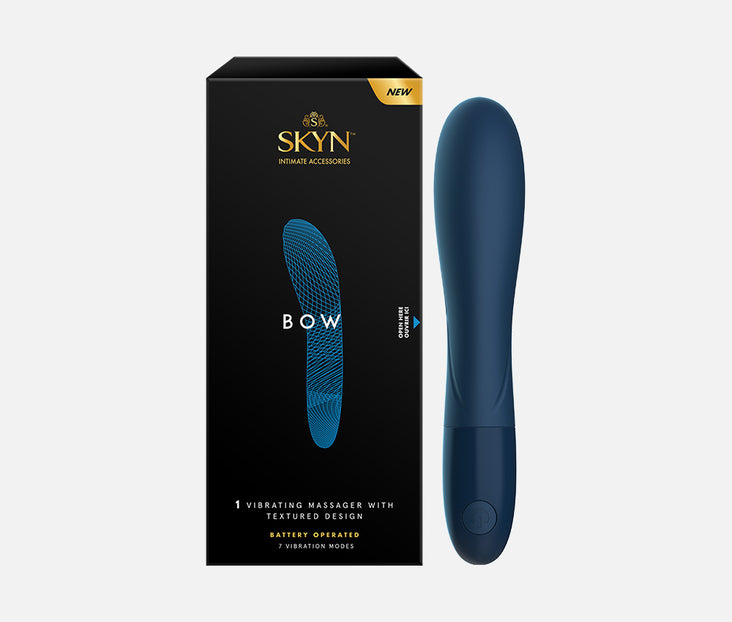 NEW
S
SKYN™
INTIMATE ACCESSORIES
BOW
OPEN HERE
OUVRIR ICI
1 VIBRATING MASSAGER WITH
TEXTURED DESIGN
BATTERY OPERATED
7 VIBRATION MODES